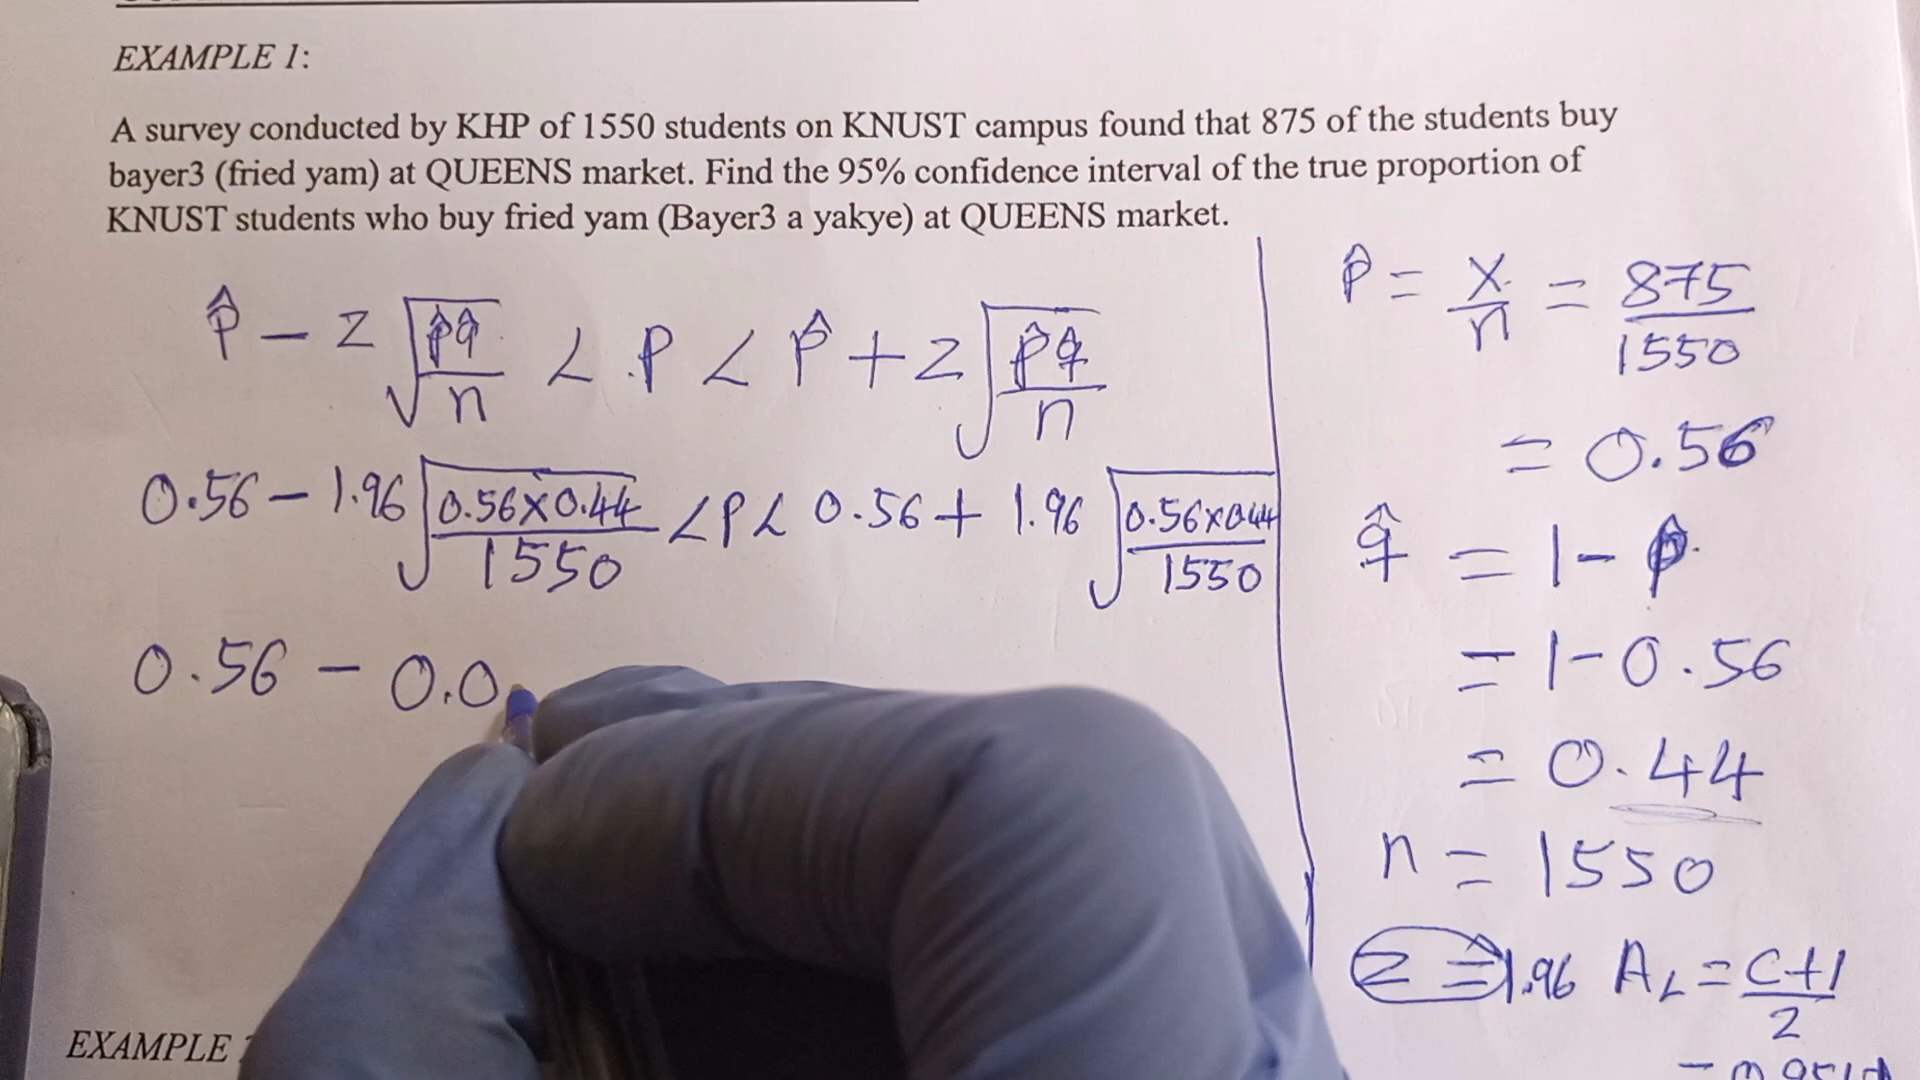 EXAMPLE 1:
A survey conducted by KHP of 1550 students on KNUST campus found that 875 of the students buy
bayer3 (fried yam) at QUEENS market. Find the 95% confidence interval of the true proportion of
KNUST students who buy fried yam (Bayer3 a yakye) at QUEENS market.
p̂ - z √(p̂q̂/n) < p < p̂ + z √(p̂q̂/n)
0.56 - 1.96 √(0.56×0.44/1550) < p < 0.56 + 1.96 √(0.56×0.44/1550)
0.56 - 0.0
p̂ = x/n = 875/1550
= 0.56
q̂ = 1 - p̂
= 1 - 0.56
= 0.44
n = 1550
z = 1.96 A_L = C+1/2
EXAMPLE